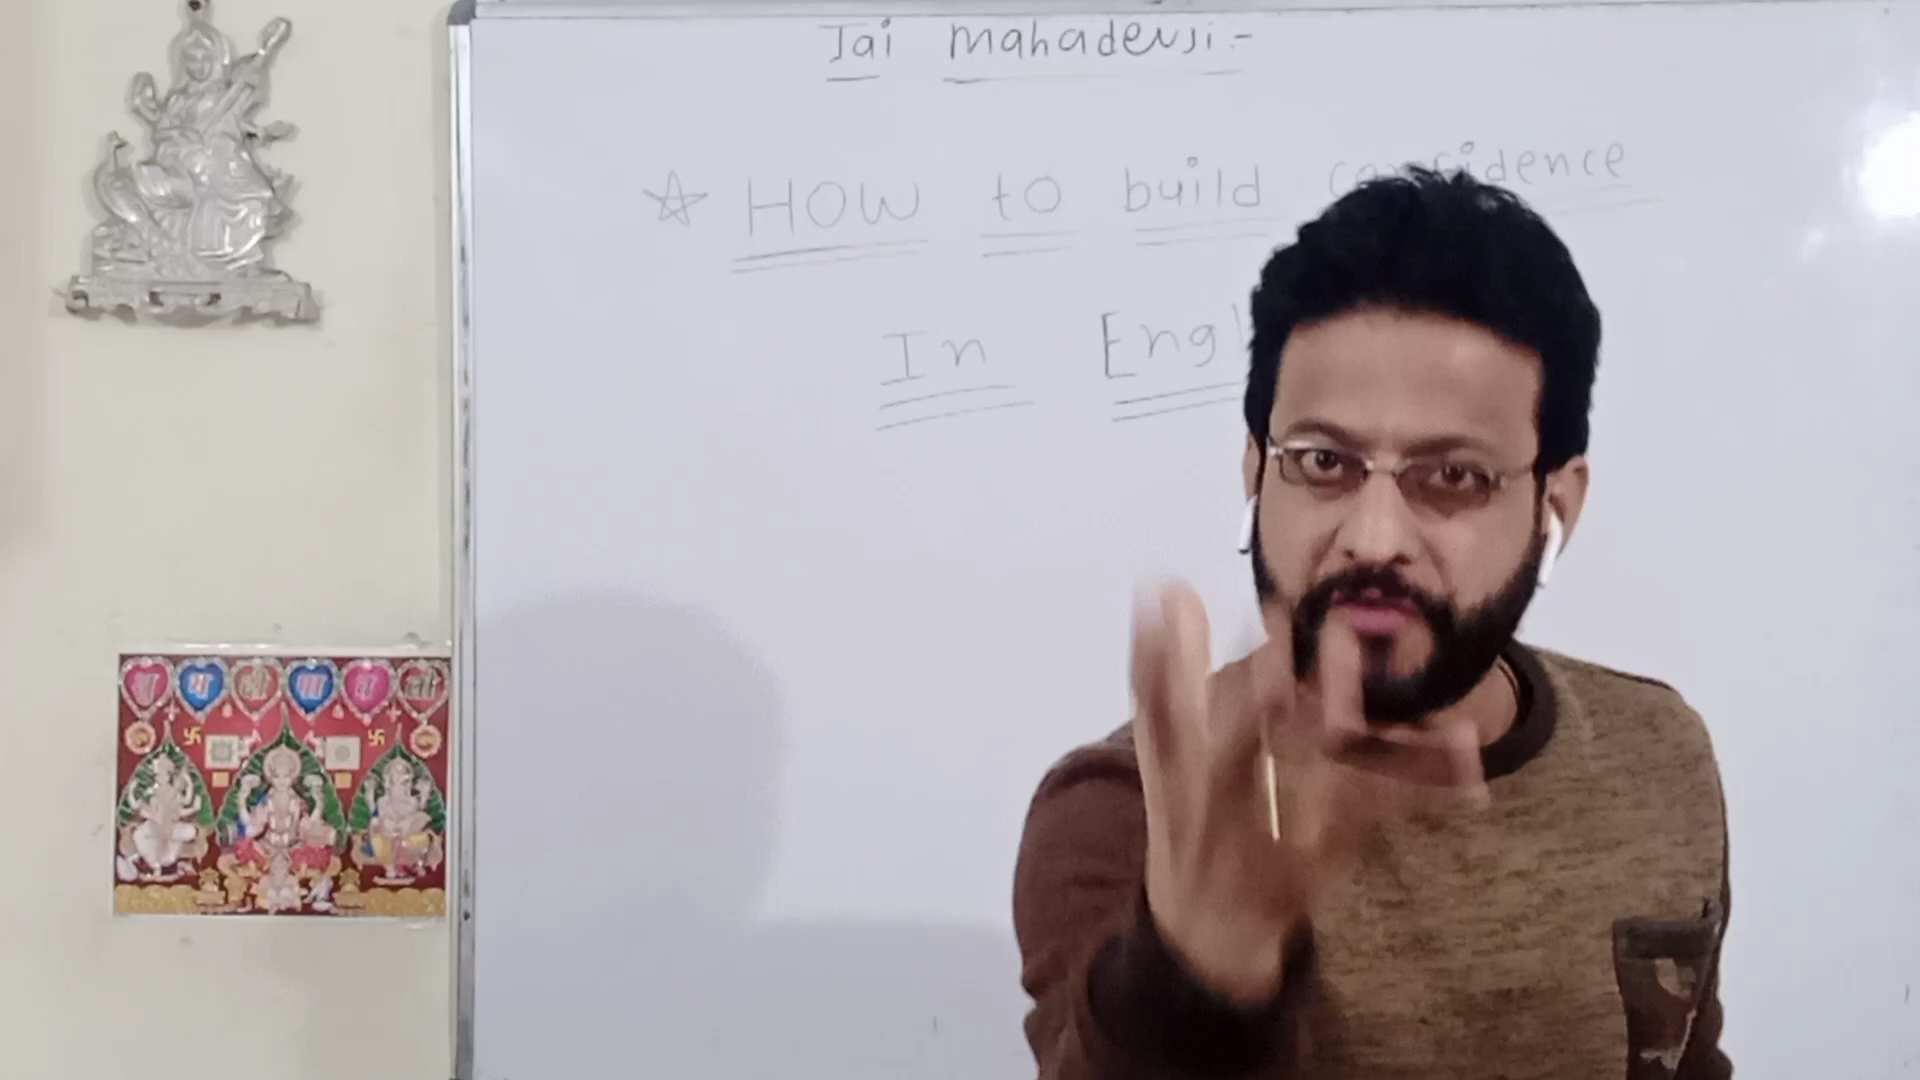 Jai mahadevji:-
☆ HOW to build confidence
In Engl
शु भ दी पा व ली